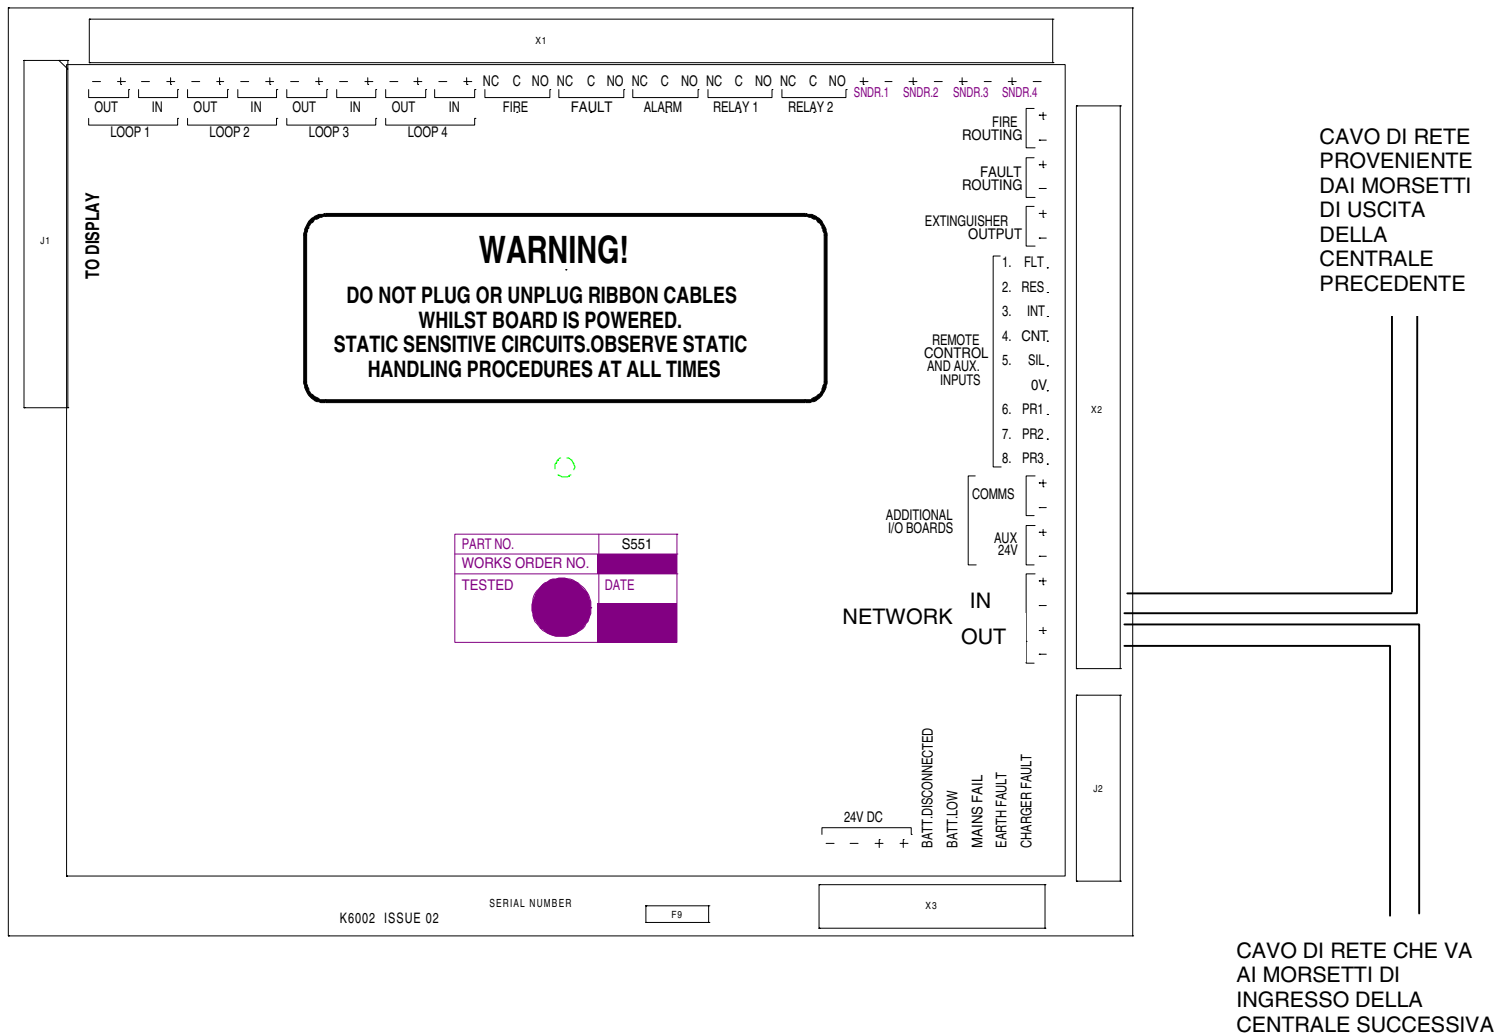 X1
− + − + − + − + − + − + − + − + NC C NO NC C NO NC C NO NC C NO NC C NO + − + − + − + −
OUT IN OUT IN OUT IN OUT IN FIRE FAULT ALARM RELAY 1 RELAY 2 SNDR.1 SNDR.2 SNDR.3 SNDR.4
LOOP 1 LOOP 2 LOOP 3 LOOP 4
J1
TO DISPLAY
WARNING!
DO NOT PLUG OR UNPLUG RIBBON CABLES
WHILST BOARD IS POWERED.
STATIC SENSITIVE CIRCUITS.OBSERVE STATIC
HANDLING PROCEDURES AT ALL TIMES
FIRE +
ROUTING −
FAULT +
ROUTING −
EXTINGUISHER +
OUTPUT −
REMOTE
CONTROL
AND AUX.
INPUTS
1. FLT.
2. RES.
3. INT.
4. CNT.
5. SIL.
0V.
6. PR1.
7. PR2.
8. PR3.
ADDITIONAL
I/O BOARDS
COMMS +
−
AUX +
24V −
NETWORK
IN +
−
OUT +
−
X2
PART NO. S551
WORKS ORDER NO.
TESTED DATE
24V DC
− − + +
BATT.DISCONNECTED
BATT.LOW
MAINS FAIL
EARTH FAULT
CHARGER FAULT
J2
K6002 ISSUE 02
SERIAL NUMBER
F9
X3
CAVO DI RETE
PROVENIENTE
DAI MORSETTI
DI USCITA
DELLA
CENTRALE
PRECEDENTE
CAVO DI RETE CHE VA
AI MORSETTI DI
INGRESSO DELLA
CENTRALE SUCCESSIVA